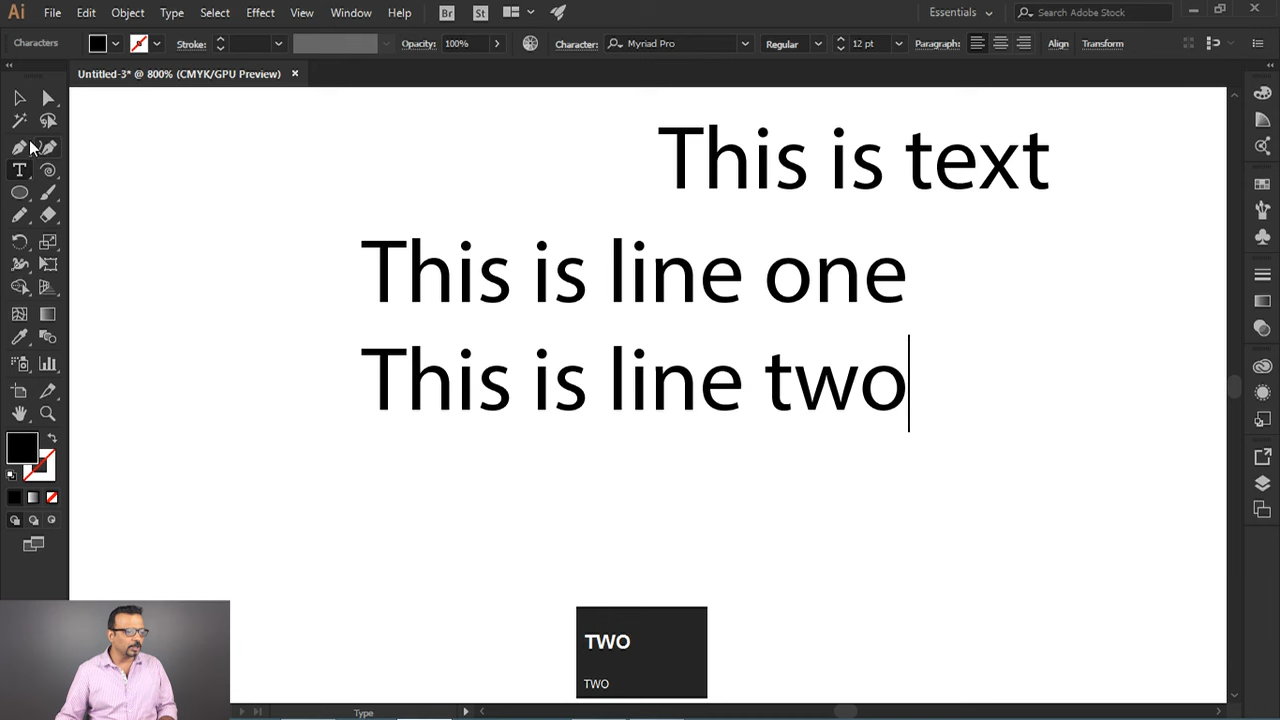 Ai File Edit Object Type Select Effect View Window Help Br St Essentials Search Adobe Stock
Characters Stroke: Opacity: 100% Character: Myriad Pro Regular 12 pt Paragraph: Align Transform
Untitled-3* @ 800% (CMYK/GPU Preview) ×
This is text
This is line one
This is line two
TWO
TWO
Type